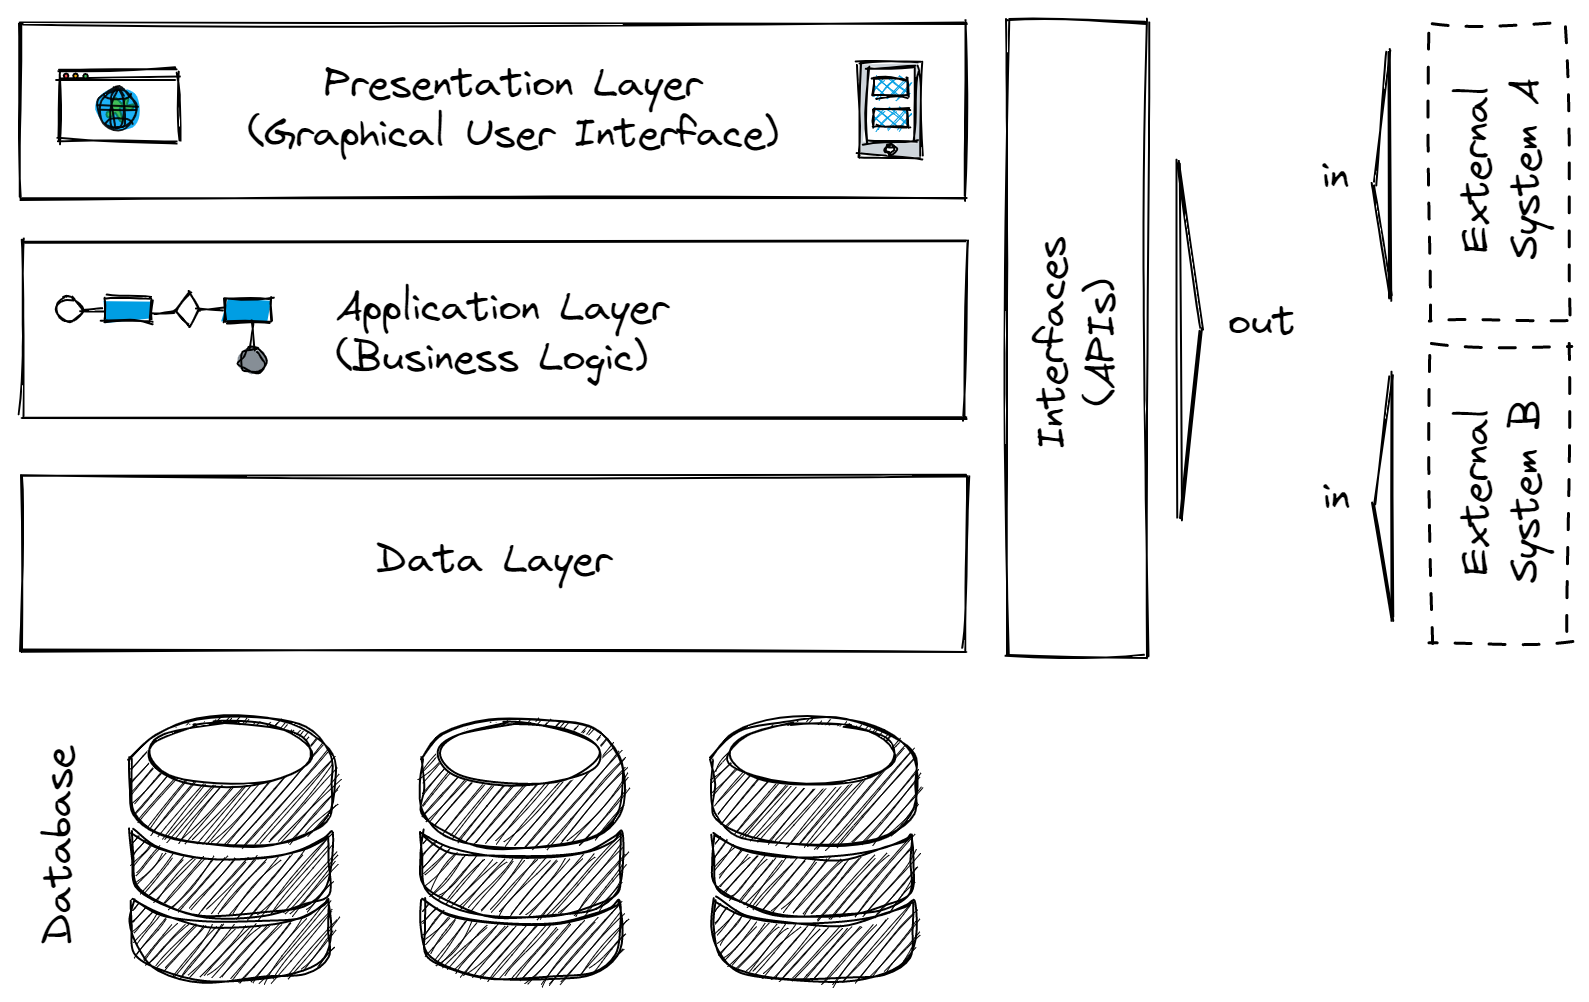 Presentation Layer
(Graphical User Interface)
Application Layer
(Business Logic)
Data Layer
Interfaces
(APIs)
out
in
External
System A
in
External
System B
Database